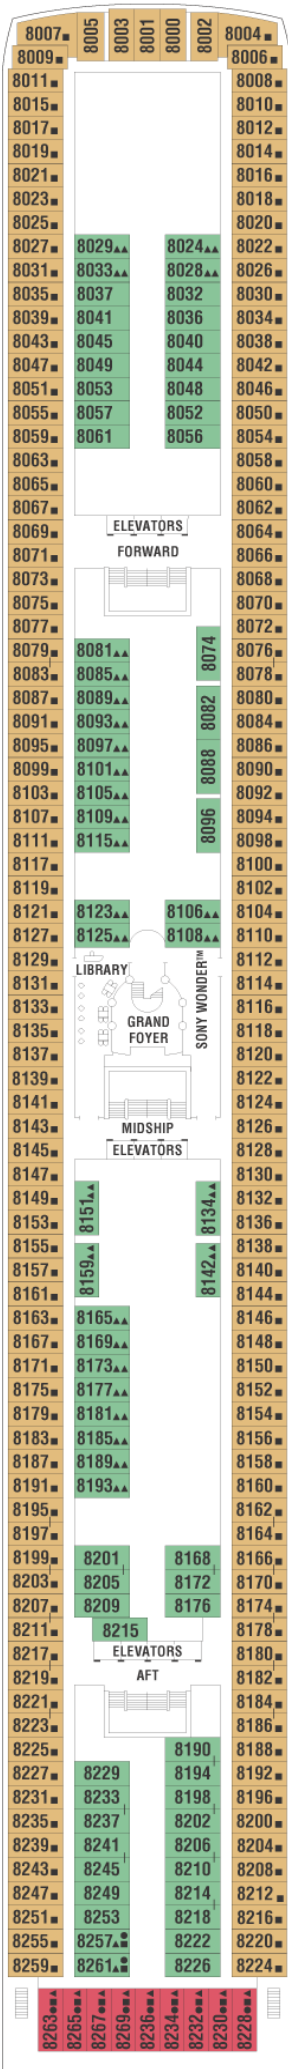 8007■ 8005 8003 8001 8000 8002 8004■
8009■ 8006■
8011■ 8008■
8015■ 8010■
8017■ 8012■
8019■ 8014■
8021■ 8016■
8023■ 8018■
8025■ 8020■
8027■ 8029▲▲ 8024▲▲ 8022■
8031■ 8033▲▲ 8028▲▲ 8026■
8035■ 8037 8032 8030■
8039■ 8041 8036 8034■
8043■ 8045 8040 8038■
8047■ 8049 8044 8042■
8051■ 8053 8048 8046■
8055■ 8057 8052 8050■
8059■ 8061 8056 8054■
8063■ 8058■
8065■ 8060■
8067■ 8062■
8069■ ELEVATORS 8064■
8071■ FORWARD 8066■
8073■ 8068■
8075■ 8070■
8077■ 8072■
8079■ 8081▲▲ 8074 8076■
8083■ 8085▲▲ 8078■
8087■ 8089▲▲ 8082 8080■
8091■ 8093▲▲ 8084■
8095■ 8097▲▲ 8088 8086■
8099■ 8101▲▲ 8090■
8103■ 8105▲▲ 8092■
8107■ 8109▲▲ 8096 8094■
8111■ 8115▲▲ 8098■
8117■ 8100■
8119■ 8102■
8121■ 8123▲▲ 8106▲▲ 8104■
8127■ 8125▲▲ 8108▲▲ 8110■
8129■ LIBRARY SONY WONDER™ 8112■
8131■ 8114■
8133■ GRAND 8116■
8135■ FOYER 8118■
8137■ 8120■
8139■ 8122■
8141■ 8124■
8143■ MIDSHIP 8126■
8145■ ELEVATORS 8128■
8147■ 8130■
8149■ 8151▲▲ 8134▲▲ 8132■
8153■ 8136■
8155■ 8159▲▲ 8142▲▲ 8138■
8157■ 8140■
8161■ 8144■
8163■ 8165▲▲ 8146■
8167■ 8169▲▲ 8148■
8171■ 8173▲▲ 8150■
8175■ 8177▲▲ 8152■
8179■ 8181▲▲ 8154■
8183■ 8185▲▲ 8156■
8187■ 8189▲▲ 8158■
8191■ 8193▲▲ 8160■
8195■ 8162■
8197■ 8164■
8199■ 8201 8168 8166■
8203■ 8205 8172 8170■
8207■ 8209 8176 8174■
8211■ 8215 8178■
8217■ ELEVATORS 8180■
8219■ AFT 8182■
8221■ 8184■
8223■ 8186■
8225■ 8190 8188■
8227■ 8229 8194 8192■
8231■ 8233 8198 8196■
8235■ 8237 8202 8200■
8239■ 8241 8206 8204■
8243■ 8245 8210 8208■
8247■ 8249 8214 8212■
8251■ 8253 8218 8216■
8255■ 8257▲●■ 8222 8220■
8259■ 8261▲●■ 8226 8224■
8263●■▲ 8265●■▲ 8267●■▲ 8269●■▲ 8236●■▲ 8234●■▲ 8232●■▲ 8230●■▲ 8228●■▲